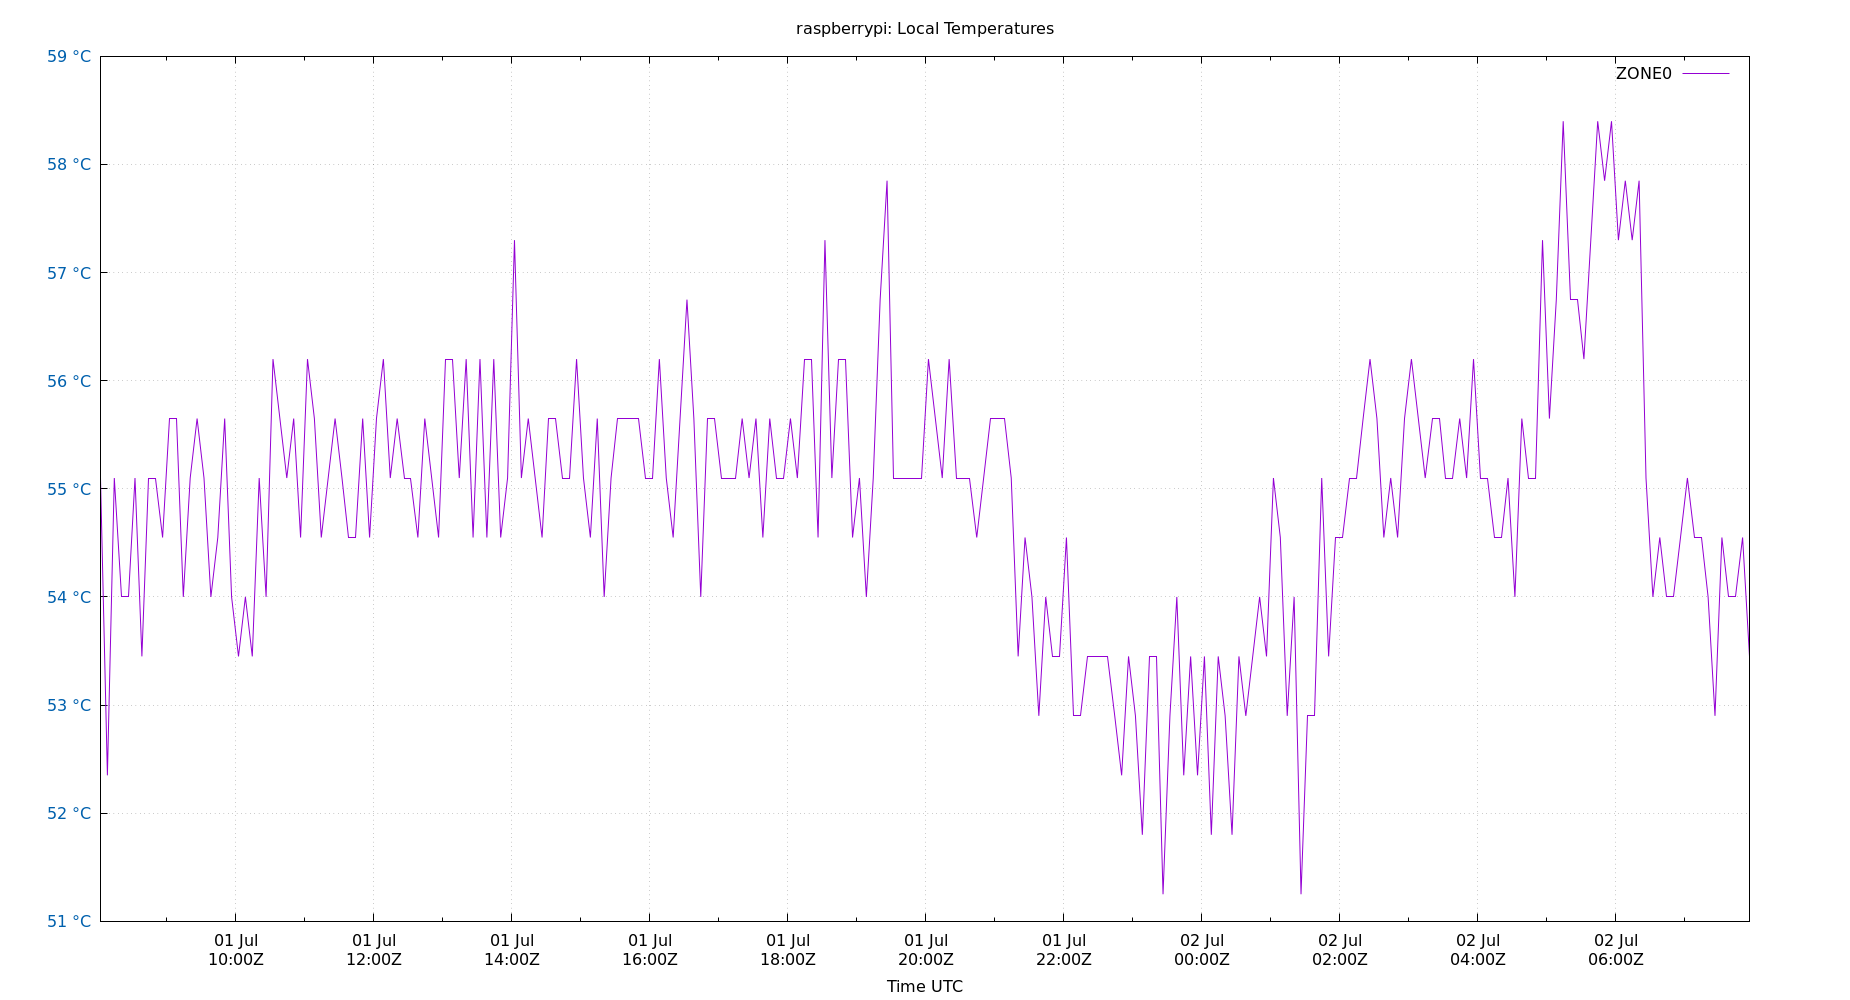 raspberrypi: Local Temperatures
59 °C
ZONE0
58 °C
57 °C
56 °C
55 °C
54 °C
53 °C
52 °C
51 °C
01 Jul 01 Jul 01 Jul 01 Jul 01 Jul 01 Jul 01 Jul 02 Jul 02 Jul 02 Jul 02 Jul
10:00Z 12:00Z 14:00Z 16:00Z 18:00Z 20:00Z 22:00Z 00:00Z 02:00Z 04:00Z 06:00Z
Time UTC